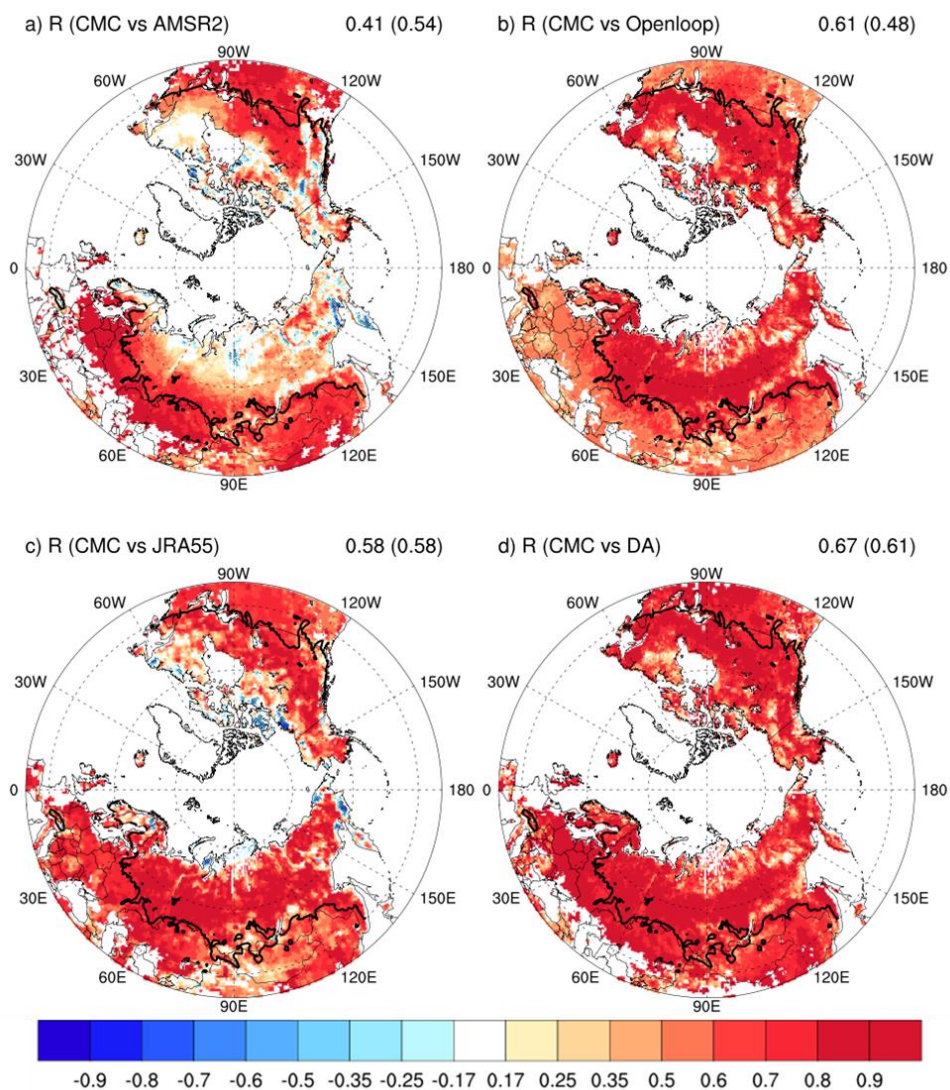 a) R (CMC vs AMSR2) 0.41 (0.54)
b) R (CMC vs Openloop) 0.61 (0.48)
90W 90W
60W 120W 60W 120W
30W 150W 30W 150W
0 180 0 180
30E 150E 30E 150E
60E 120E 60E 120E
90E 90E
c) R (CMC vs JRA55) 0.58 (0.58)
d) R (CMC vs DA) 0.67 (0.61)
90W 90W
60W 120W 60W 120W
30W 150W 30W 150W
0 180 0 180
30E 150E 30E 150E
60E 120E 60E 120E
90E 90E
-0.9 -0.8 -0.7 -0.6 -0.5 -0.35 -0.25 -0.17 0.17 0.25 0.35 0.5 0.6 0.7 0.8 0.9